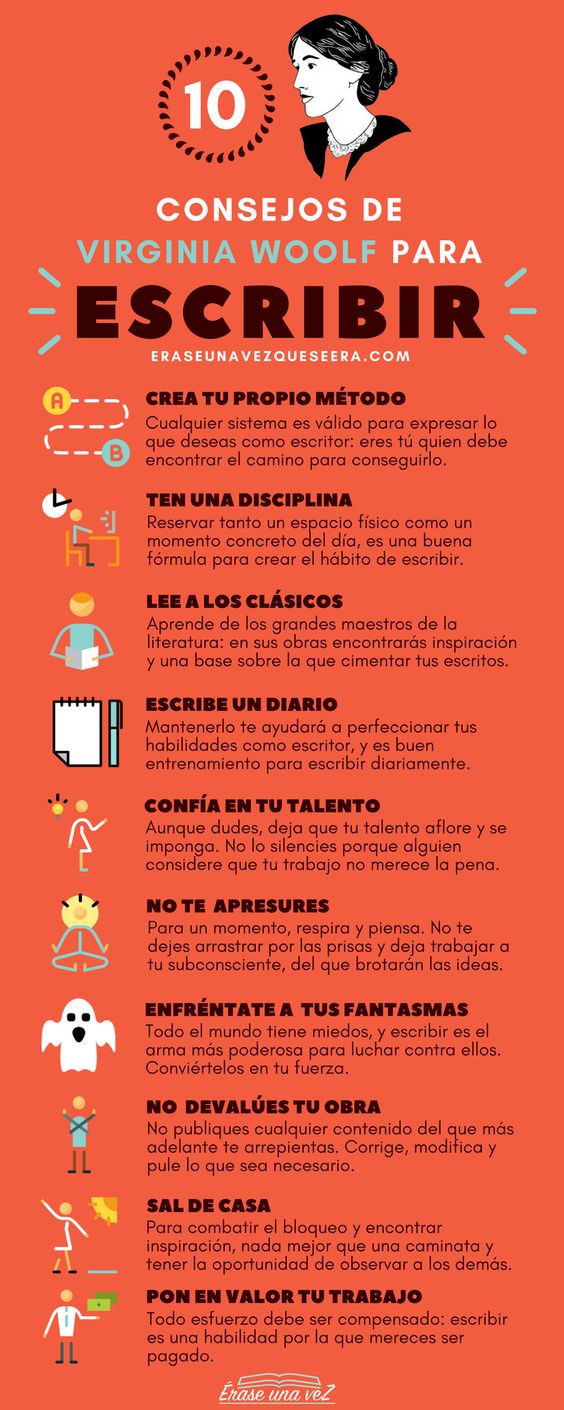 10
CONSEJOS DE
VIRGINIA WOOLF PARA
ESCRIBIR
ERASEUNAVEZQUESEERA.COM
A
B
CREA TU PROPIO MÉTODO
Cualquier sistema es válido para expresar lo
que deseas como escritor: eres tú quien debe
encontrar el camino para conseguirlo.
TEN UNA DISCIPLINA
Reservar tanto un espacio físico como un
momento concreto del día, es una buena
fórmula para crear el hábito de escribir.
LEE A LOS CLÁSICOS
Aprende de los grandes maestros de la
literatura: en sus obras encontrarás inspiración
y una base sobre la que cimentar tus escritos.
ESCRIBE UN DIARIO
Mantenerlo te ayudará a perfeccionar tus
habilidades como escritor, y es buen
entrenamiento para escribir diariamente.
CONFÍA EN TU TALENTO
Aunque dudes, deja que tu talento aflore y se
imponga. No lo silencies porque alguien
considere que tu trabajo no merece la pena.
NO TE APRESURES
Para un momento, respira y piensa. No te
dejes arrastrar por las prisas y deja trabajar a
tu subconsciente, del que brotarán las ideas.
ENFRÉNTATE A TUS FANTASMAS
Todo el mundo tiene miedos, y escribir es el
arma más poderosa para luchar contra ellos.
Conviértelos en tu fuerza.
NO DEVALÚES TU OBRA
No publiques cualquier contenido del que más
adelante te arrepientas. Corrige, modifica y
pule lo que sea necesario.
SAL DE CASA
Para combatir el bloqueo y encontrar
inspiración, nada mejor que una caminata y
tener la oportunidad de observar a los demás.
PON EN VALOR TU TRABAJO
Todo esfuerzo debe ser compensado: escribir
es una habilidad por la que mereces ser
pagado.
Érase una veZ